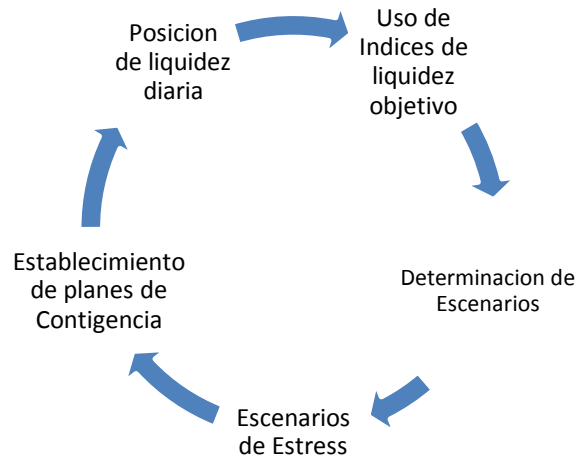 Posicion
de liquidez
diaria
Uso de
Indices de
liquidez
objetivo
Determinacion de
Escenarios
Escenarios
de Estress
Establecimiento
de planes de
Contigencia